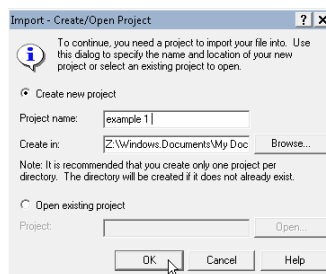 Import - Create/Open Project
To continue, you need a project to import your
file into. Use
this dialog to specify the name and location of your new
project or select an existing project to open.
Create new project
Project name: example 1
Create in: Z:\Windows.Documents\My Doc Browse...
Note: It is recommended that you create only one project per
directory. The directory will be created if it does not already exist.
Open existing project
Project: Open...
OK Cancel Help